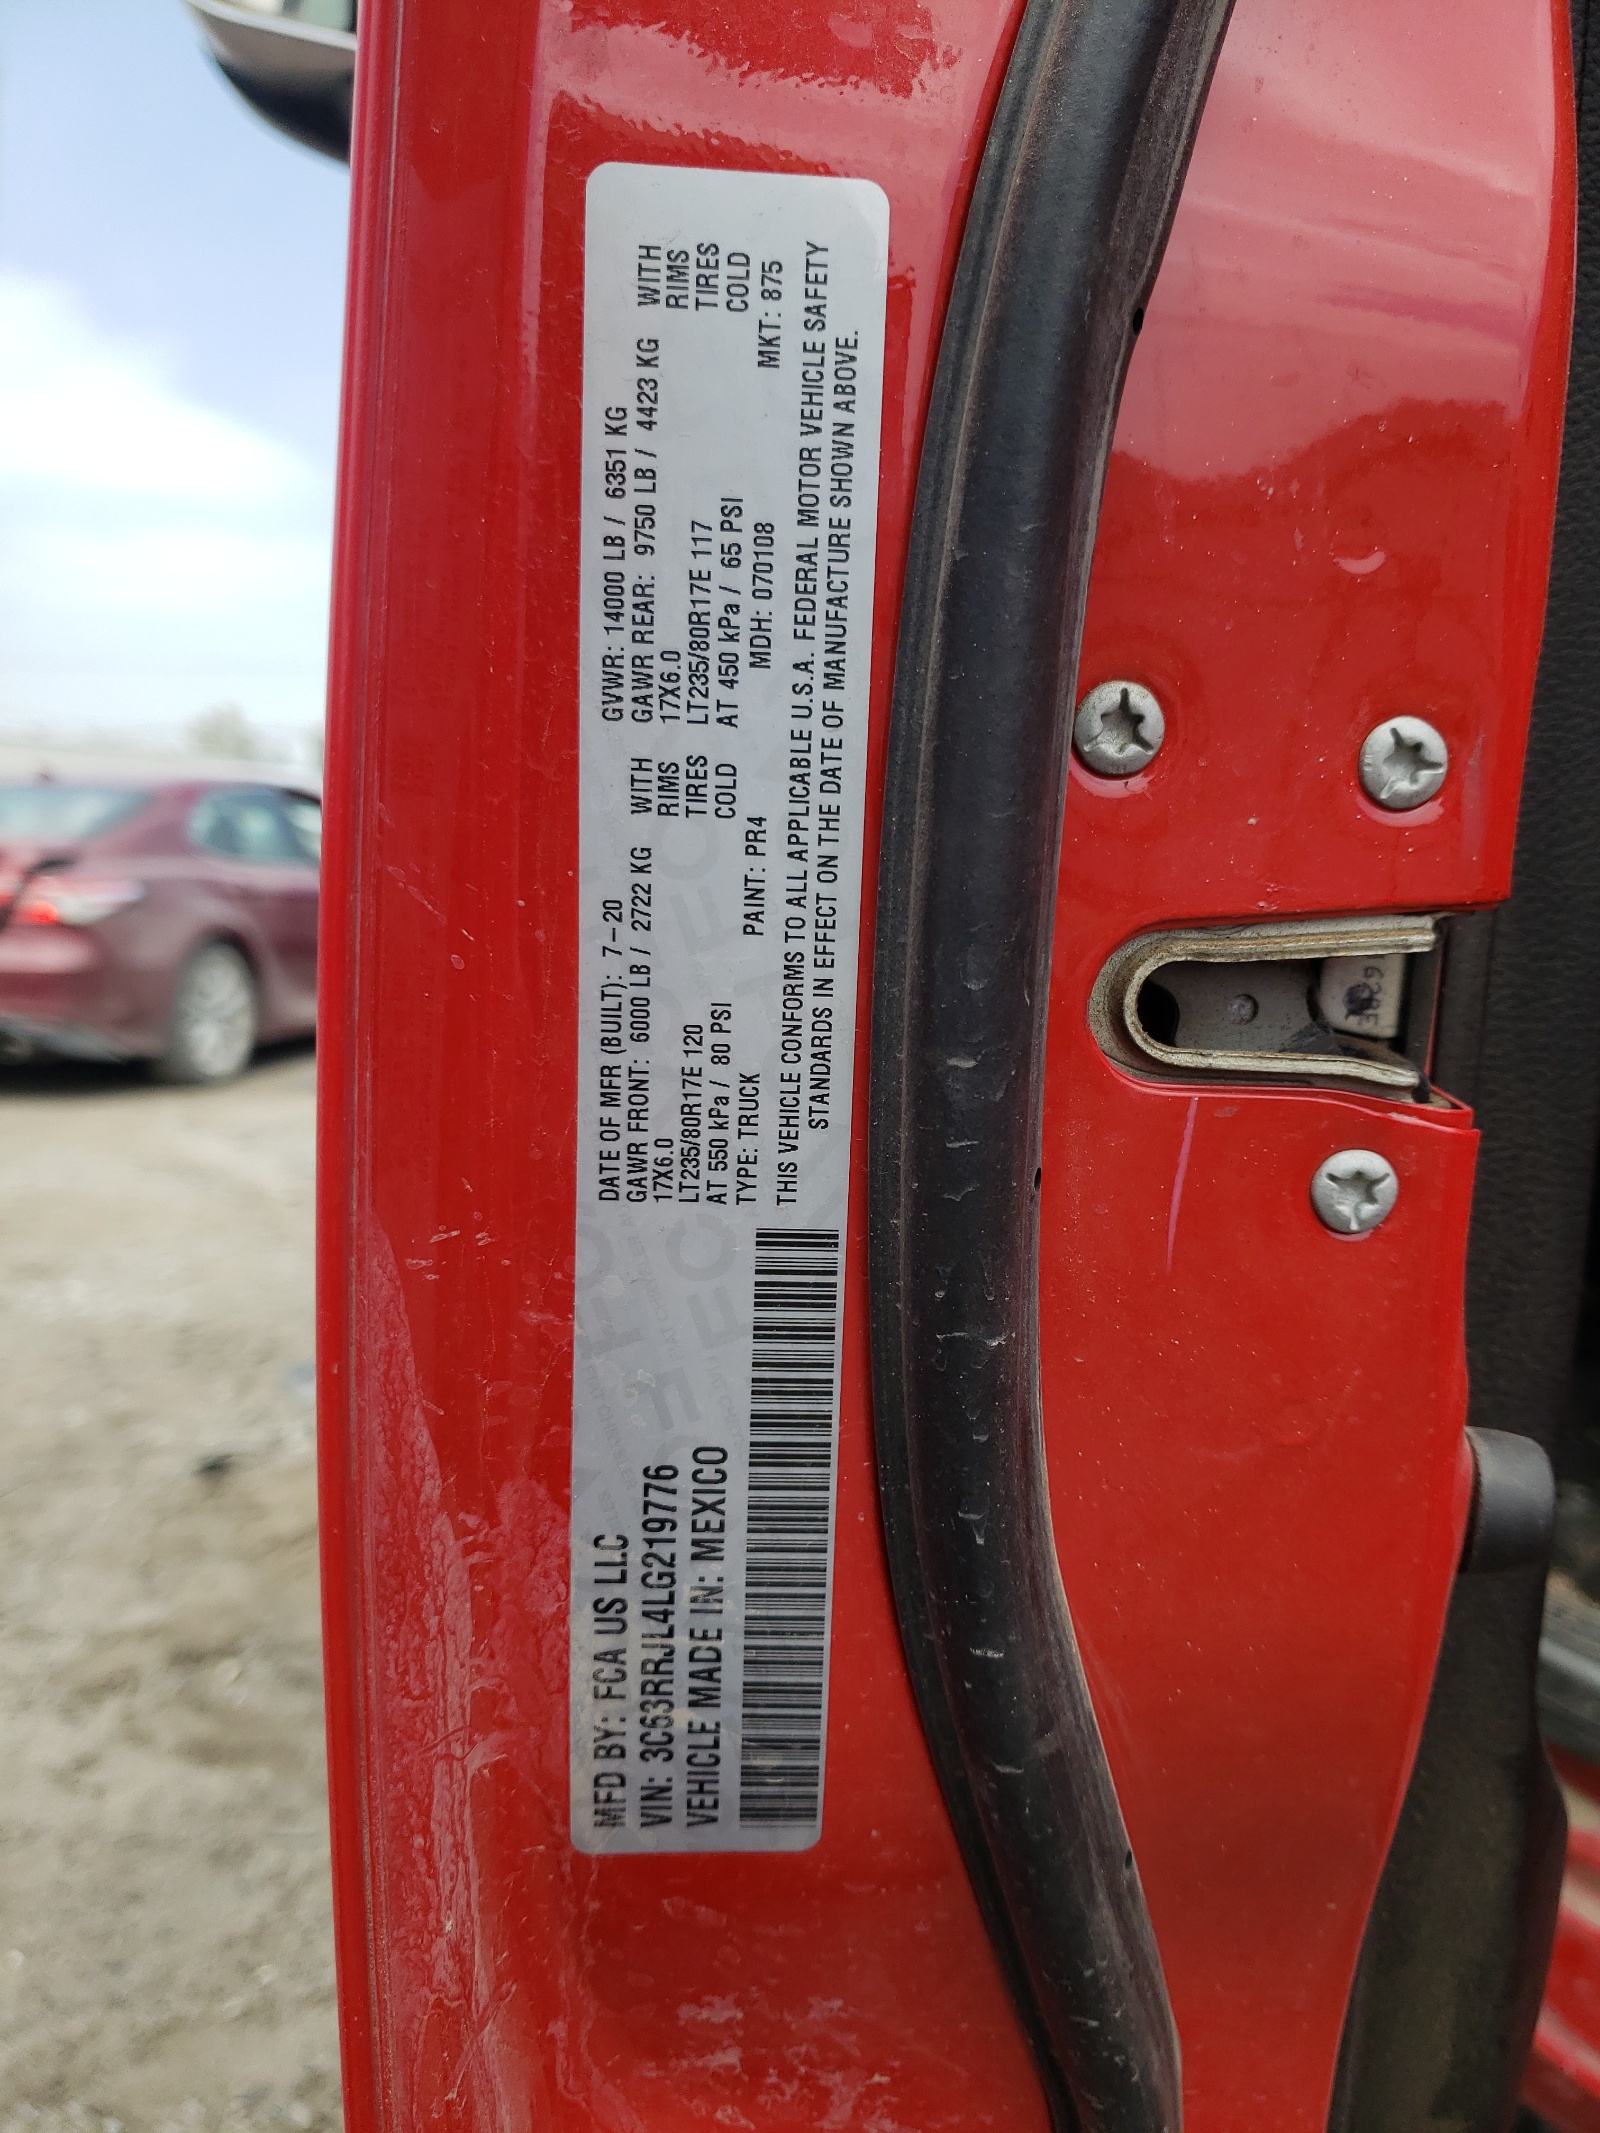 MFD BY: FCA US LLC
VIN: 3C63RRJL4LG219776
VEHICLE MADE IN: MEXICO
DATE OF MFR (BUILT): 7-20 GVWR: 14000 LB / 6351 KG
GAWR FRONT: 6000 LB / 2722 KG WITH GAWR REAR: 9750 LB / 4423 KG WITH
17X6.0 RIMS 17X6.0 RIMS
LT235/80R17E 120 TIRES LT235/80R17E 117 TIRES
AT 550 kPa / 80 PSI COLD AT 450 kPa / 65 PSI COLD
TYPE: TRUCK PAINT: PR4 MDH: 070108 MKT: 875
THIS VEHICLE CONFORMS TO ALL APPLICABLE U.S.A. FEDERAL MOTOR VEHICLE SAFETY
STANDARDS IN EFFECT ON THE DATE OF MANUFACTURE SHOWN ABOVE.